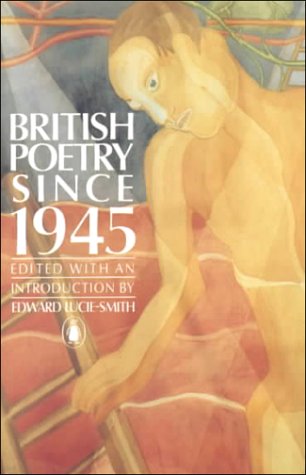 BRITISH
POETRY
SINCE
1945
EDITED WITH AN
INTRODUCTION BY
EDWARD LUCIE-SMITH